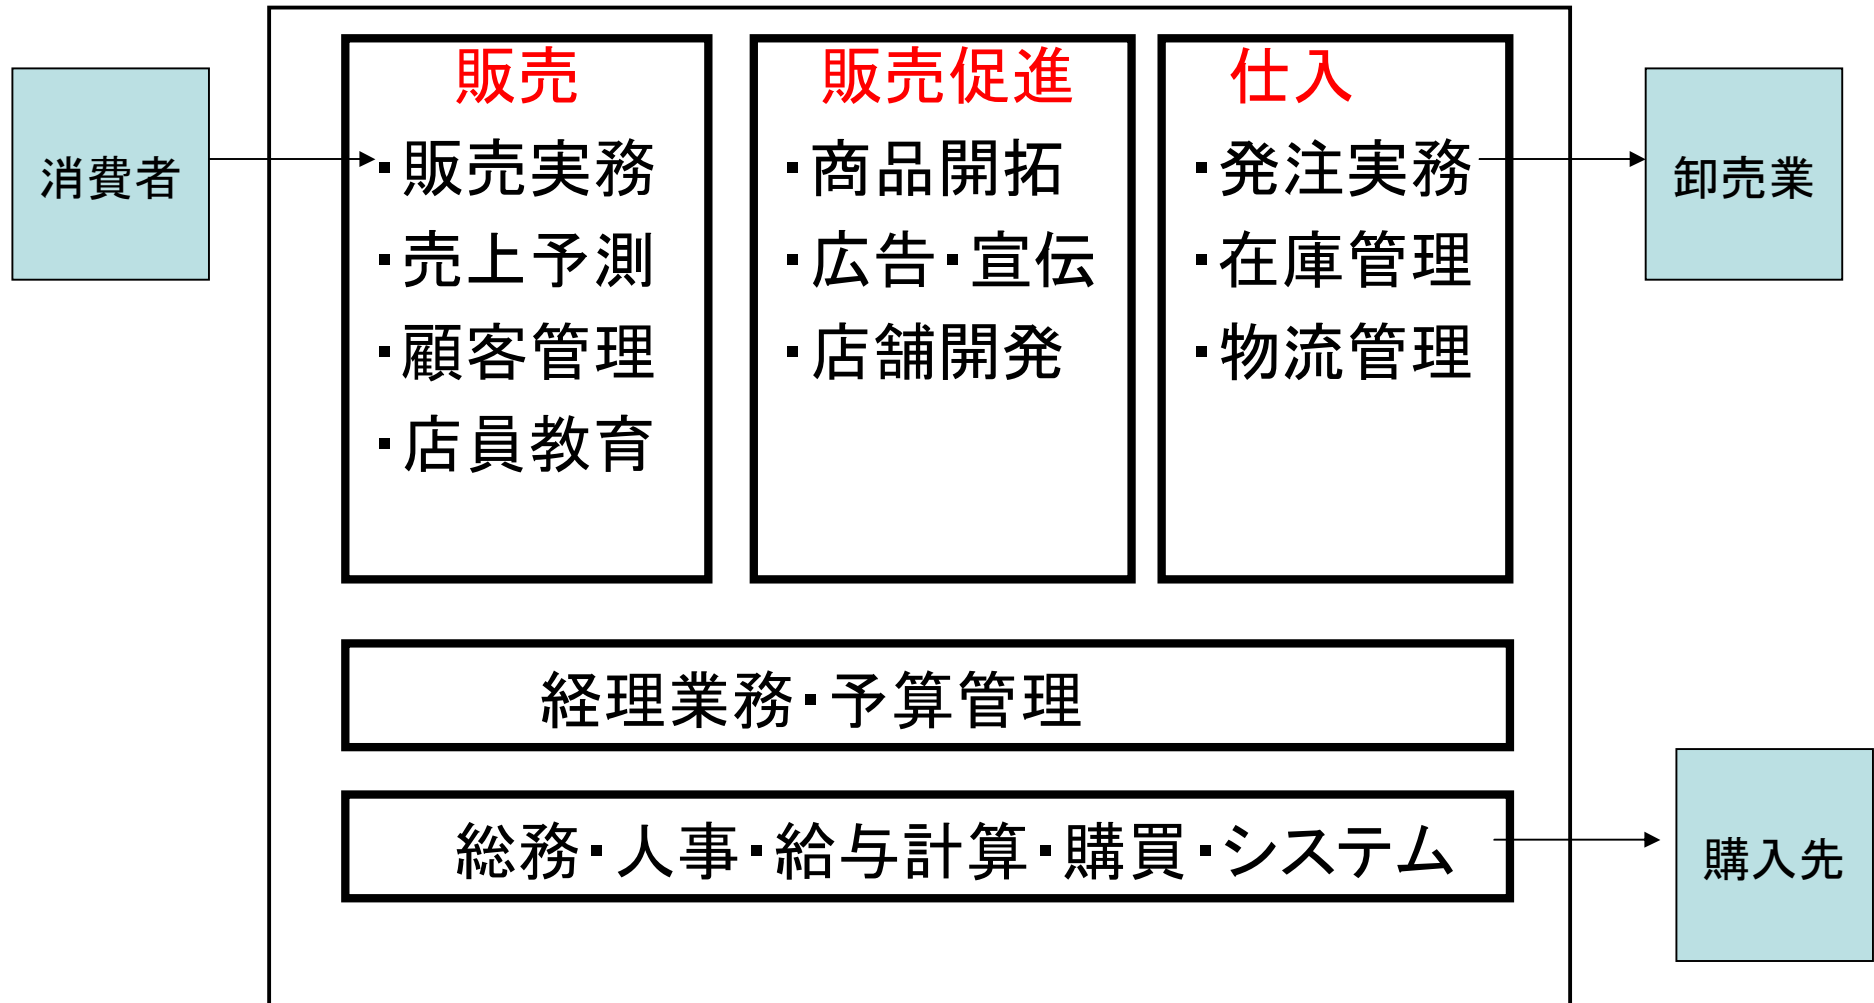 消費者
販売
・販売実務
・売上予測
・顧客管理
・店員教育
販売促進
・商品開拓
・広告・宣伝
・店舗開発
仕入
・発注実務
・在庫管理
・物流管理
卸売業
経理業務・予算管理
総務・人事・給与計算・購買・システム
購入先